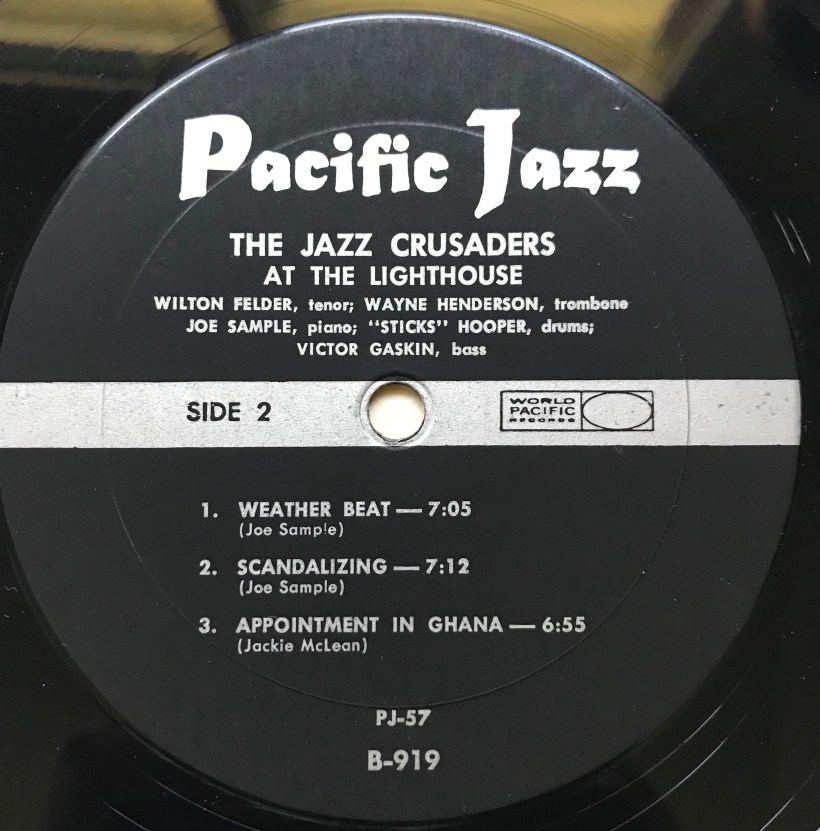 Pacific Jazz
THE JAZZ CRUSADERS
AT THE LIGHTHOUSE
WILTON FELDER, tenor; WAYNE HENDERSON, trombone
JOE SAMPLE, piano; “STICKS” HOOPER, drums;
VICTOR GASKIN, bass
SIDE 2
WORLD
PACIFIC
RECORDS
1. WEATHER BEAT — 7:05
(Joe Sample)
2. SCANDALIZING — 7:12
(Joe Sample)
3. APPOINTMENT IN GHANA — 6:55
(Jackie McLean)
PJ-57
B-919